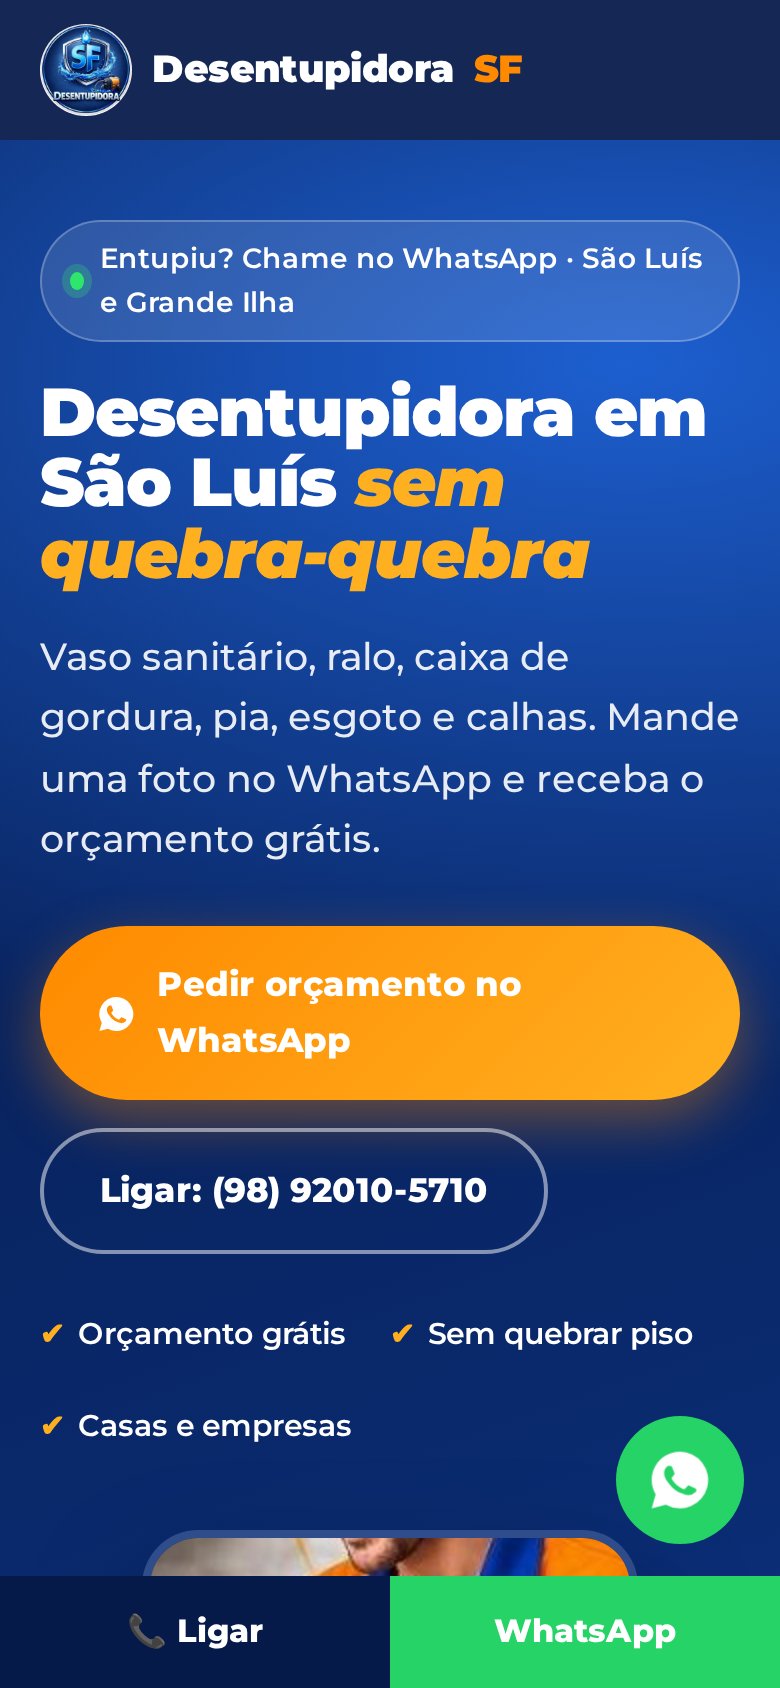 SF
DESENTUPIDORA
Desentupidora SF
Entupiu? Chame no WhatsApp · São Luís
e Grande Ilha
Desentupidora em
São Luís sem
quebra-quebra
Vaso sanitário, ralo, caixa de
gordura, pia, esgoto e calhas. Mande
uma foto no WhatsApp e receba o
orçamento grátis.
Pedir orçamento no
WhatsApp
Ligar: (98) 92010-5710
✔ Orçamento grátis ✔ Sem quebrar piso
✔ Casas e empresas
📞 Ligar WhatsApp